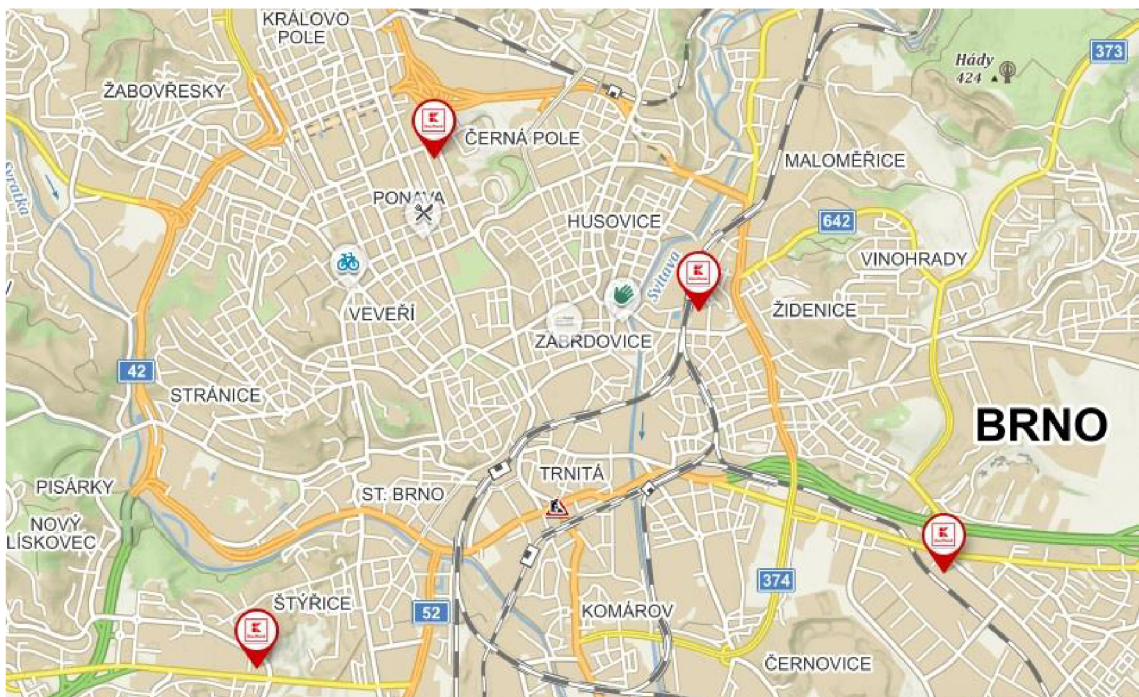 KRÁLOVO
POLE
373
Hády
424
ŽABOVŘESKY
ČERNÁ POLE
MALOMĚŘICE
Svratka
PONAVA
HUSOVICE
642
VINOHRADY
Svitava
VEVEŘÍ
ŽIDENICE
ZÁBRDOVICE
42
STRÁNICE
BRNO
TRNITÁ
PISÁRKY
ST. BRNO
NOVÝ
LÍSKOVEC
374
ŠTÝŘICE
52
KOMÁROV
ČERNOVICE